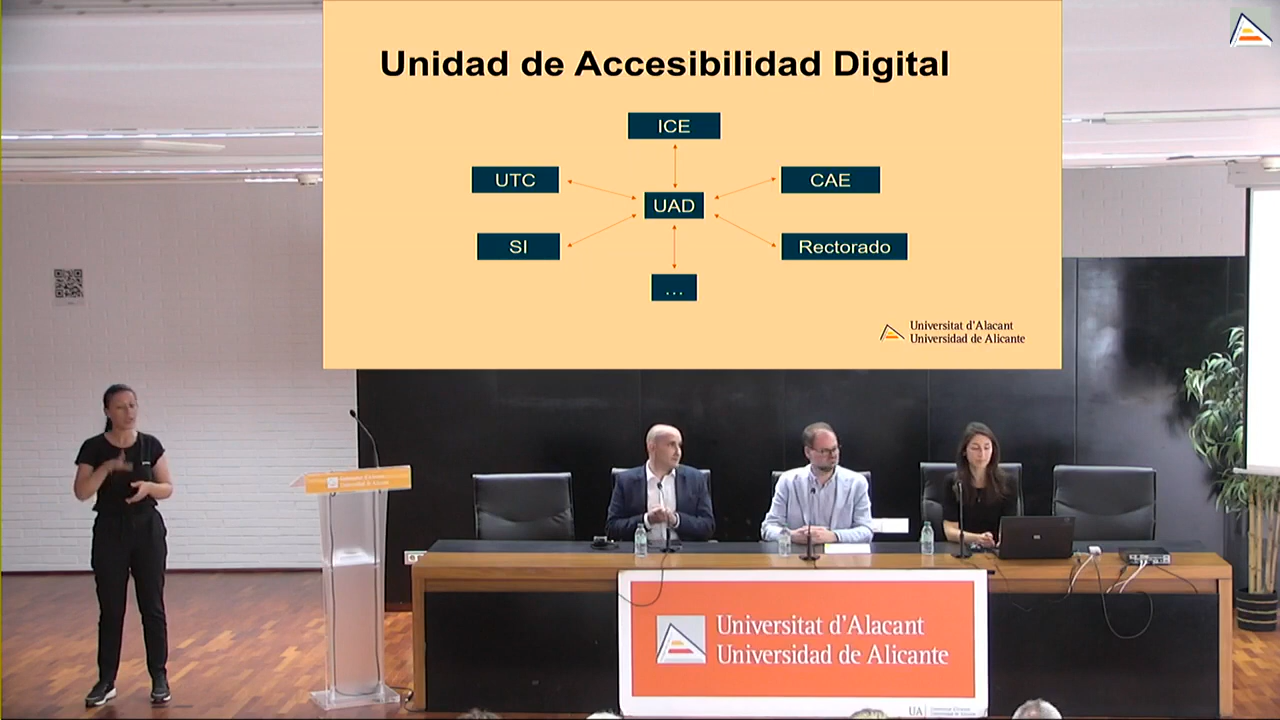 Unidad de Accesibilidad Digital
ICE
UTC
CAE
UAD
SI
Rectorado
...
Universitat d'Alacant
Universidad de Alicante
Universitat d'Alacant
Universidad de Alicante
UA